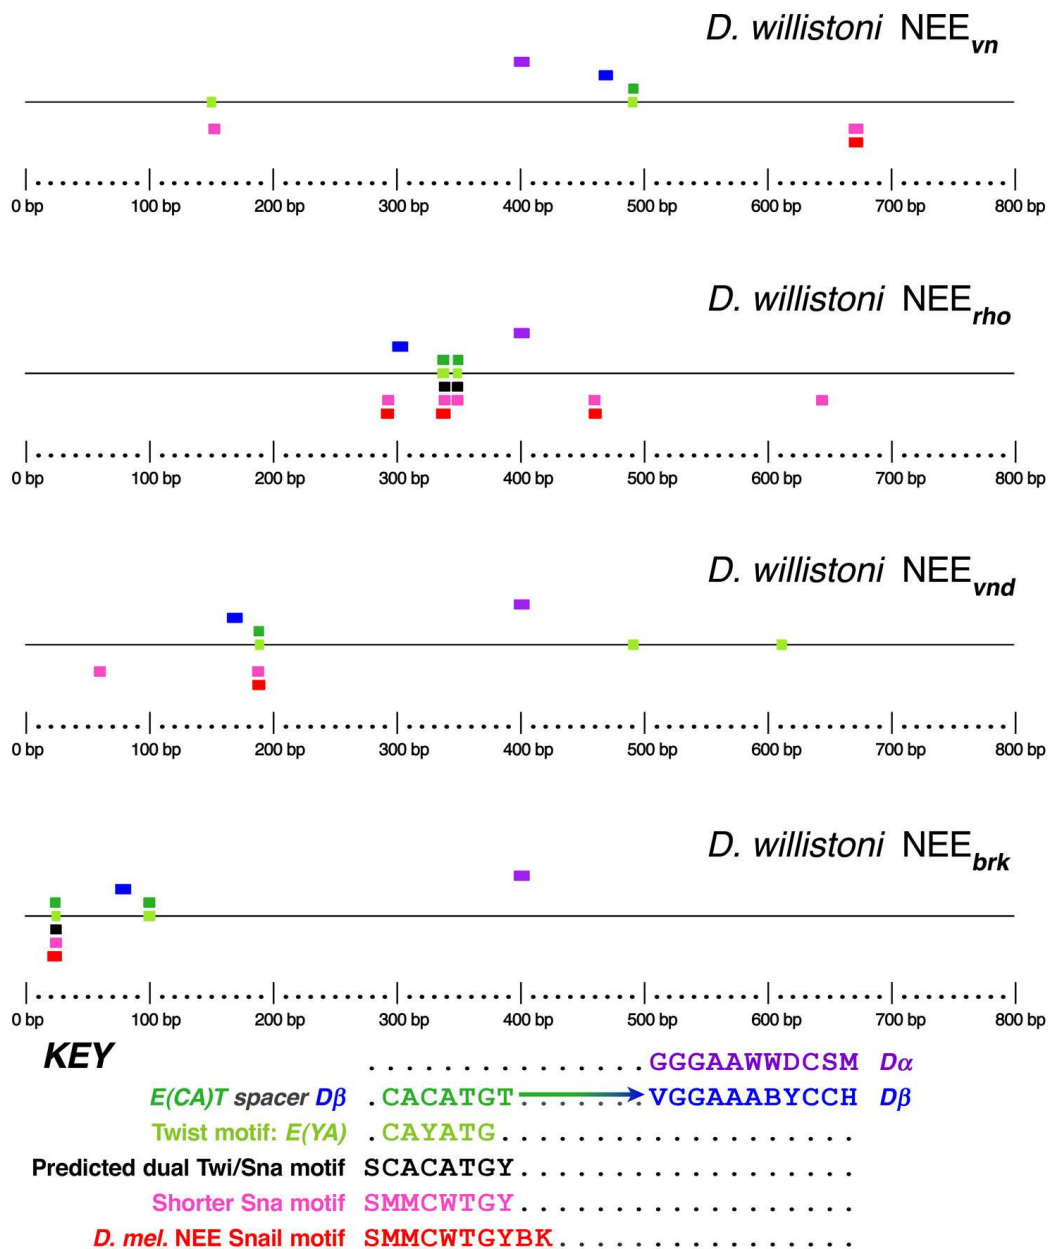 D. willistoni NEEvn
0 bp 100 bp 200 bp 300 bp 400 bp 500 bp 600 bp 700 bp 800 bp
D. willistoni NEErho
0 bp 100 bp 200 bp 300 bp 400 bp 500 bp 600 bp 700 bp 800 bp
D. willistoni NEEvnd
0 bp 100 bp 200 bp 300 bp 400 bp 500 bp 600 bp 700 bp 800 bp
D. willistoni NEEbrk
0 bp 100 bp 200 bp 300 bp 400 bp 500 bp 600 bp 700 bp 800 bp
KEY
. . . . . . . . . . . . . . . GGGAAWWDCSM Dα
E(CA)T spacer Dβ .CACATGT. . . . . . .VGGAAABYCCH Dβ
Twist motif: E(YA) .CAYATG. . . . . . . . . . . . . . . . . . .
Predicted dual Twi/Sna motif SCACATGY. . . . . . . . . . . . . . . . . .
Shorter Sna motif SMMCWTGY. . . . . . . . . . . . . . . . . .
D. mel. NEE Snail motif SMMCWTGYBK. . . . . . . . . . . . . . . .